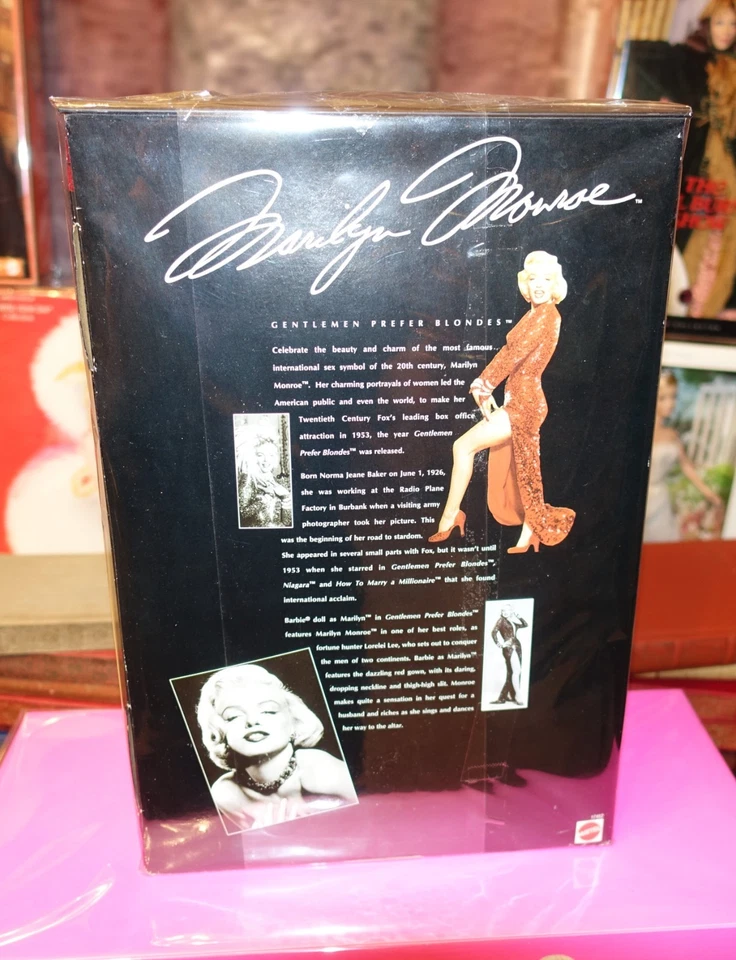 Marilyn Monroe™
GENTLEMEN PREFER BLONDES™
Celebrate the beauty and charm of the most famous
international sex symbol of the 20th century, Marilyn
Monroe™. Her charming portrayals of women led the
American public and even the world, to make her
Twentieth Century Fox's leading box office
attraction in 1953, the year Gentlemen
Prefer Blondes™ was released.
Born Norma Jeane Baker on June 1, 1926,
she was working at the Radio Plane
Factory in Burbank when a visiting army
photographer took her picture. This
was the beginning of her road to stardom.
She appeared in several small parts with Fox, but it wasn't until
1953 when she starred in Gentlemen Prefer Blondes™,
Niagara™ and How To Marry a Millionaire™ that she found
international acclaim.
Barbie® doll as Marilyn™ in Gentlemen Prefer Blondes™
features Marilyn Monroe™ in one of her best roles, as
fortune hunter Lorelei Lee, who sets out to conquer
the men of two continents. Barbie as Marilyn™
features the dazzling red gown, with its daring,
dropping neckline and thigh-high slit. Monroe
makes quite a sensation in her quest for a
husband and riches as she sings and dances
her way to the altar.
THE